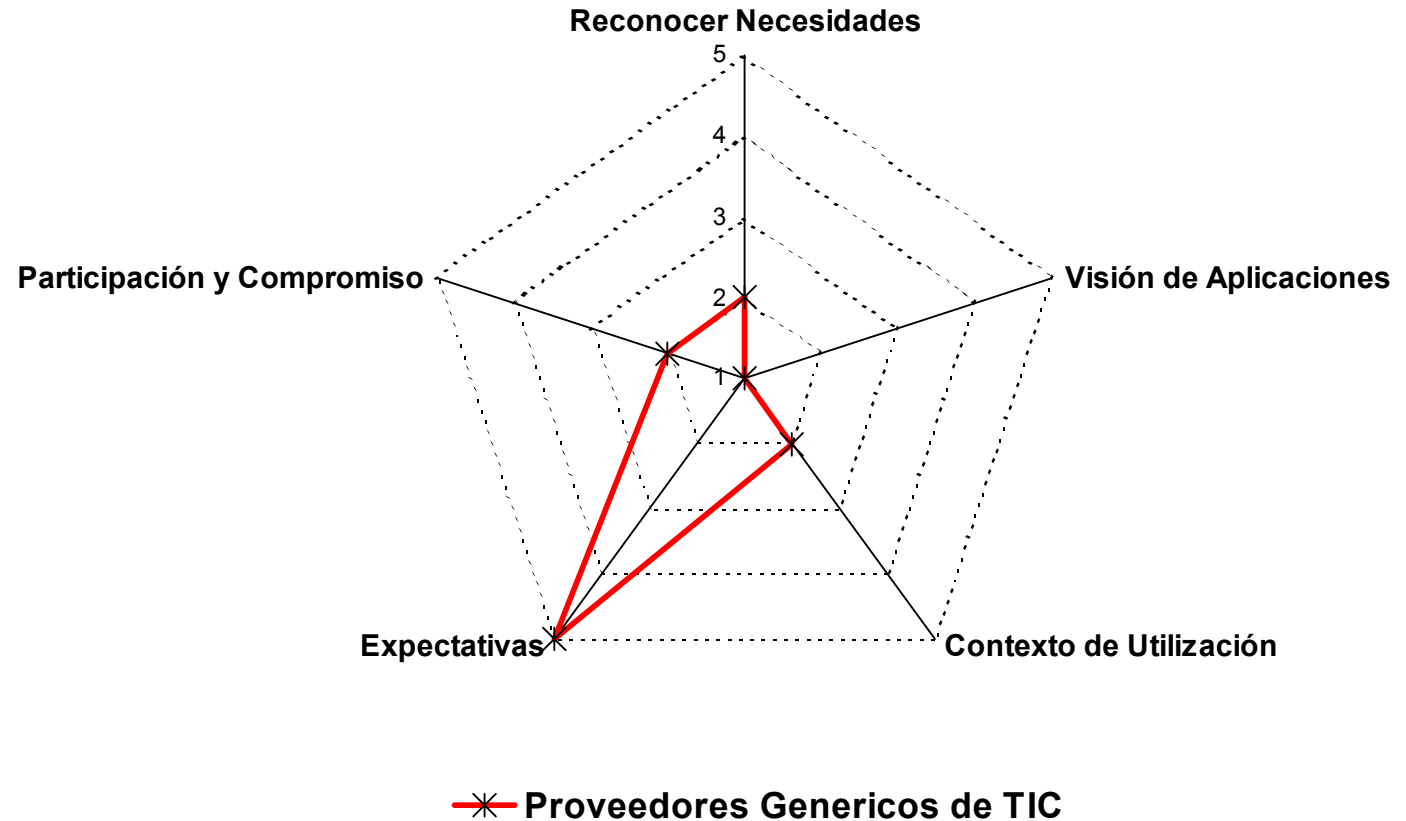 Reconocer Necesidades
5
4
3
2
1
Participación y Compromiso
Visión de Aplicaciones
Expectativas
Contexto de Utilización
Proveedores Genericos de TIC